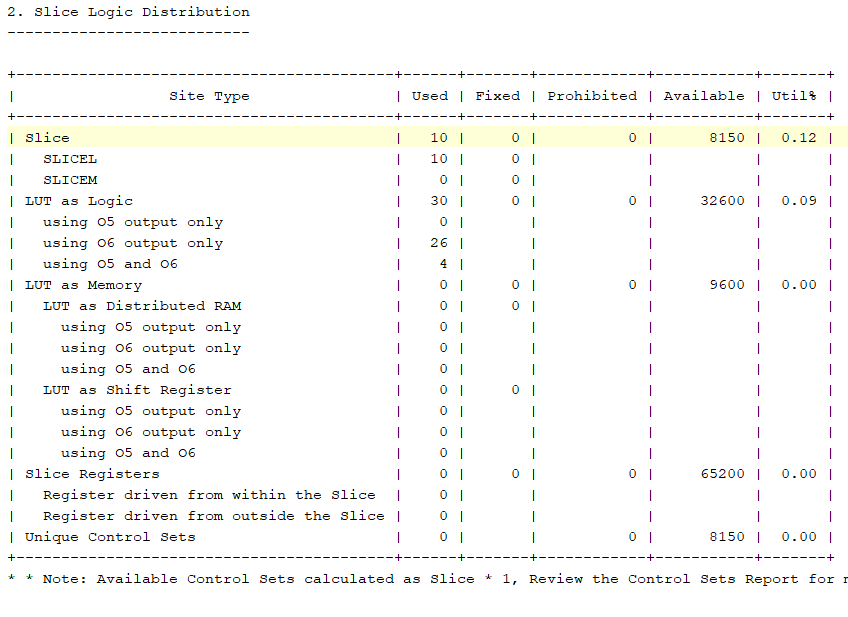 2. Slice Logic Distribution
---------------------------
+------------------------------------------+------+-------+------------+-----------+-------+
|                 Site Type                | Used | Fixed | Prohibited | Available | Util% |
+------------------------------------------+------+-------+------------+-----------+-------+
| Slice                                    |   10 |     0 |          0 |      8150 |  0.12 |
|   SLICEL                                 |   10 |     0 |            |           |       |
|   SLICEM                                 |    0 |     0 |            |           |       |
| LUT as Logic                             |   30 |     0 |          0 |     32600 |  0.09 |
|   using O5 output only                   |    0 |       |            |           |       |
|   using O6 output only                   |   26 |       |            |           |       |
|   using O5 and O6                        |    4 |       |            |           |       |
| LUT as Memory                            |    0 |     0 |          0 |      9600 |  0.00 |
|   LUT as Distributed RAM                 |    0 |     0 |            |           |       |
|     using O5 output only                 |    0 |       |            |           |       |
|     using O6 output only                 |    0 |       |            |           |       |
|     using O5 and O6                      |    0 |       |            |           |       |
|   LUT as Shift Register                  |    0 |     0 |            |           |       |
|     using O5 output only                 |    0 |       |            |           |       |
|     using O6 output only                 |    0 |       |            |           |       |
|     using O5 and O6                      |    0 |       |            |           |       |
| Slice Registers                          |    0 |     0 |          0 |     65200 |  0.00 |
|   Register driven from within the Slice  |    0 |       |            |           |       |
|   Register driven from outside the Slice |    0 |       |            |           |       |
| Unique Control Sets                      |    0 |       |          0 |      8150 |  0.00 |
+------------------------------------------+------+-------+------------+-----------+-------+
* * Note: Available Control Sets calculated as Slice * 1, Review the Control Sets Report for